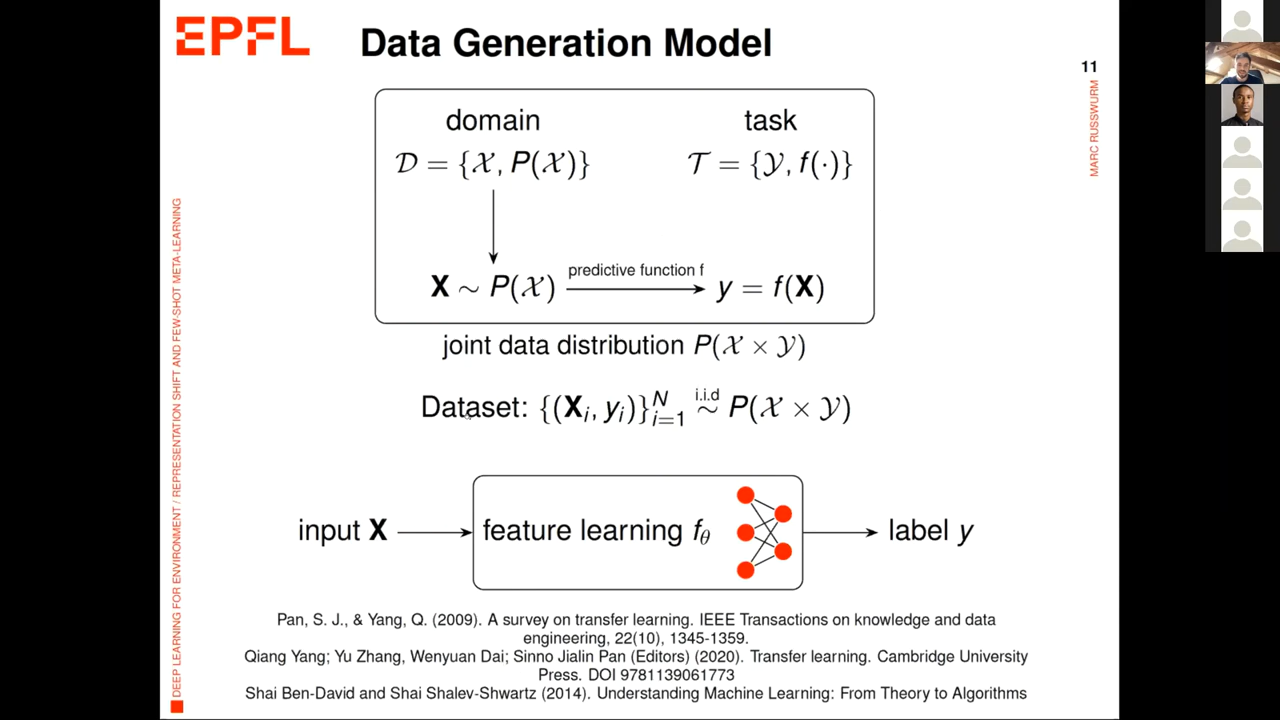 EPFL
Data Generation Model
11
MARC RUSSWURM
DEEP LEARNING FOR ENVIRONMENT / REPRESENTATION SHIFT AND FEW-SHOT META-LEARNING
domain
task
𝒟 = {𝒳, P(𝒳)}
𝒯 = {𝒴, f(·)}
predictive function f
X ∼ P(𝒳)
y = f(X)
joint data distribution P(𝒳 × 𝒴)
Dataset: {(Xᵢ, yᵢ)}ᴺᵢ₌₁ i.i.d ∼ P(𝒳 × 𝒴)
input X
feature learning fθ
label y
Pan, S. J., & Yang, Q. (2009). A survey on transfer learning. IEEE Transactions on knowledge and data
engineering, 22(10), 1345-1359.
Qiang Yang; Yu Zhang, Wenyuan Dai; Sinno Jialin Pan (Editors) (2020). Transfer learning. Cambridge University
Press. DOI 9781139061773
Shai Ben-David and Shai Shalev-Shwartz (2014). Understanding Machine Learning: From Theory to Algorithms